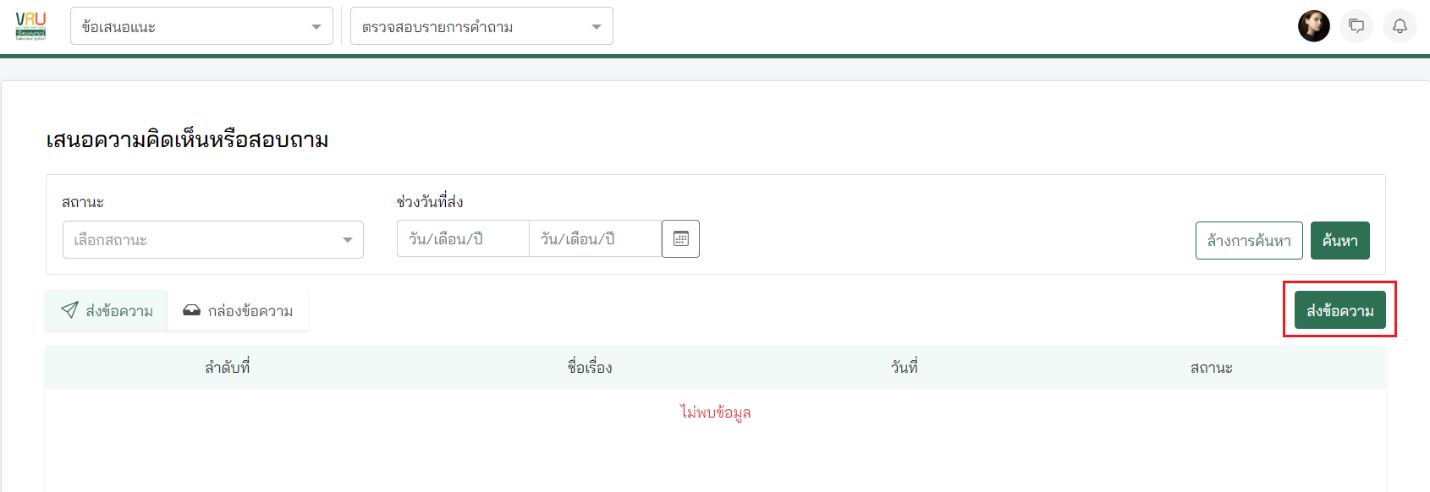 VRU
ข้อเสนอแนะ
ตรวจสอบรายการคำถาม
เสนอความคิดเห็นหรือสอบถาม
สถานะ
ช่วงวันที่ส่ง
เลือกสถานะ
วัน/เดือน/ปี วัน/เดือน/ปี
ล้างการค้นหา ค้นหา
ส่งข้อความ กล่องข้อความ ส่งข้อความ
ลำดับที่ ชื่อเรื่อง วันที่ สถานะ
ไม่พบข้อมูล